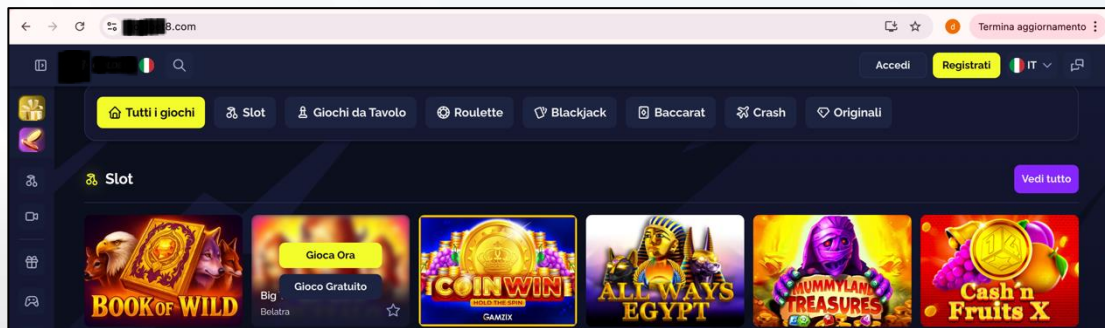 8.com
Termina aggiornamento
Accedi
Registrati
IT
Tutti i giochi
Slot
Giochi da Tavolo
Roulette
Blackjack
Baccarat
Crash
Originali
Slot
Vedi tutto
BOOK OF WILD
Gioca Ora
Gioco Gratuito
Big
Belatra
COIN WIN
HOLD THE SPIN
GAMZIX
ALL WAYS
EGYPT
MUMMYLAND
TREASURES
Cash'n
Fruits X